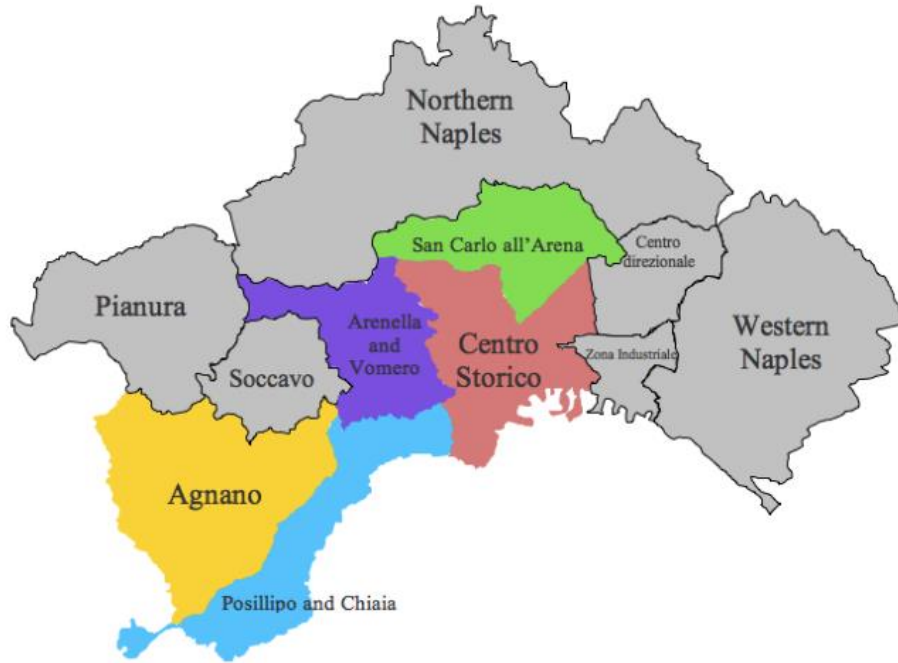 Northern
Naples
San Carlo all'Arena
Centro
direzionale
Pianura
Arenella
and
Vomero
Centro
Storico
Zona Industriale
Western
Naples
Soccavo
Agnano
Posillipo and Chiaia